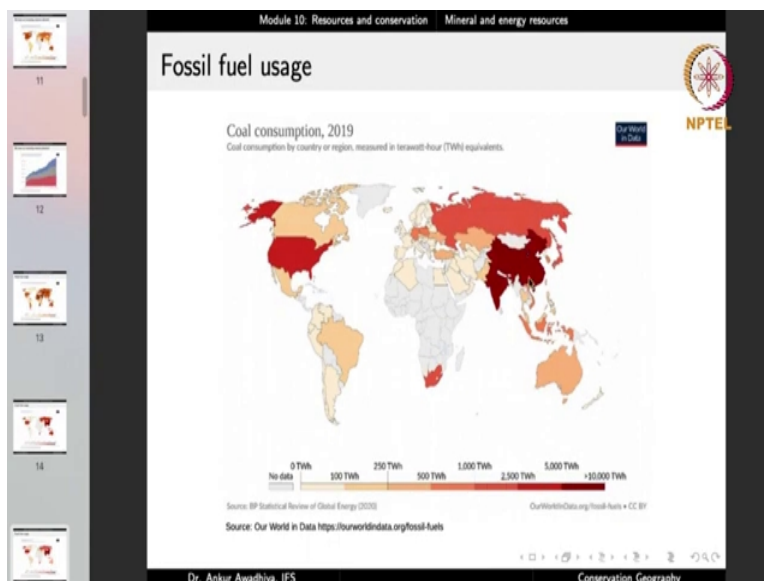 Module 10: Resources and conservation Mineral and energy resources
Fossil fuel usage
NPTEL
Coal consumption, 2019
Coal consumption by country or region, measured in terawatt-hour (TWh) equivalents.
Our World
in Data
0 TWh 250 TWh 1,000 TWh 5,000 TWh
No data 100 TWh 500 TWh 2,500 TWh >10,000 TWh
Source: BP Statistical Review of Global Energy (2020) OurWorldInData.org/fossil-fuels • CC BY
Source: Our World in Data https://ourworldindata.org/fossil-fuels
Dr. Ankur Awadhiya, IFS Conservation Geography
11
12
13
14